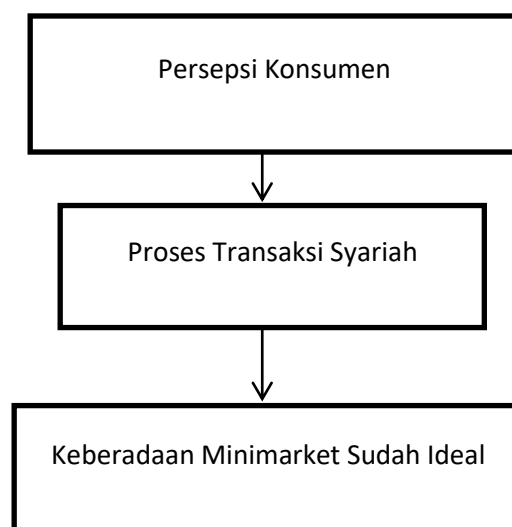 Persepsi Konsumen
Proses Transaksi Syariah
Keberadaan Minimarket Sudah Ideal